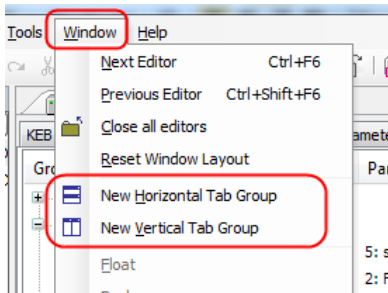 Tools Window Help
Next Editor Ctrl+F6
Previous Editor Ctrl+Shift+F6
Close all editors
KEB
Reset Window Layout
Gro Par
New Horizontal Tab Group
New Vertical Tab Group
5: s
Float
2: F